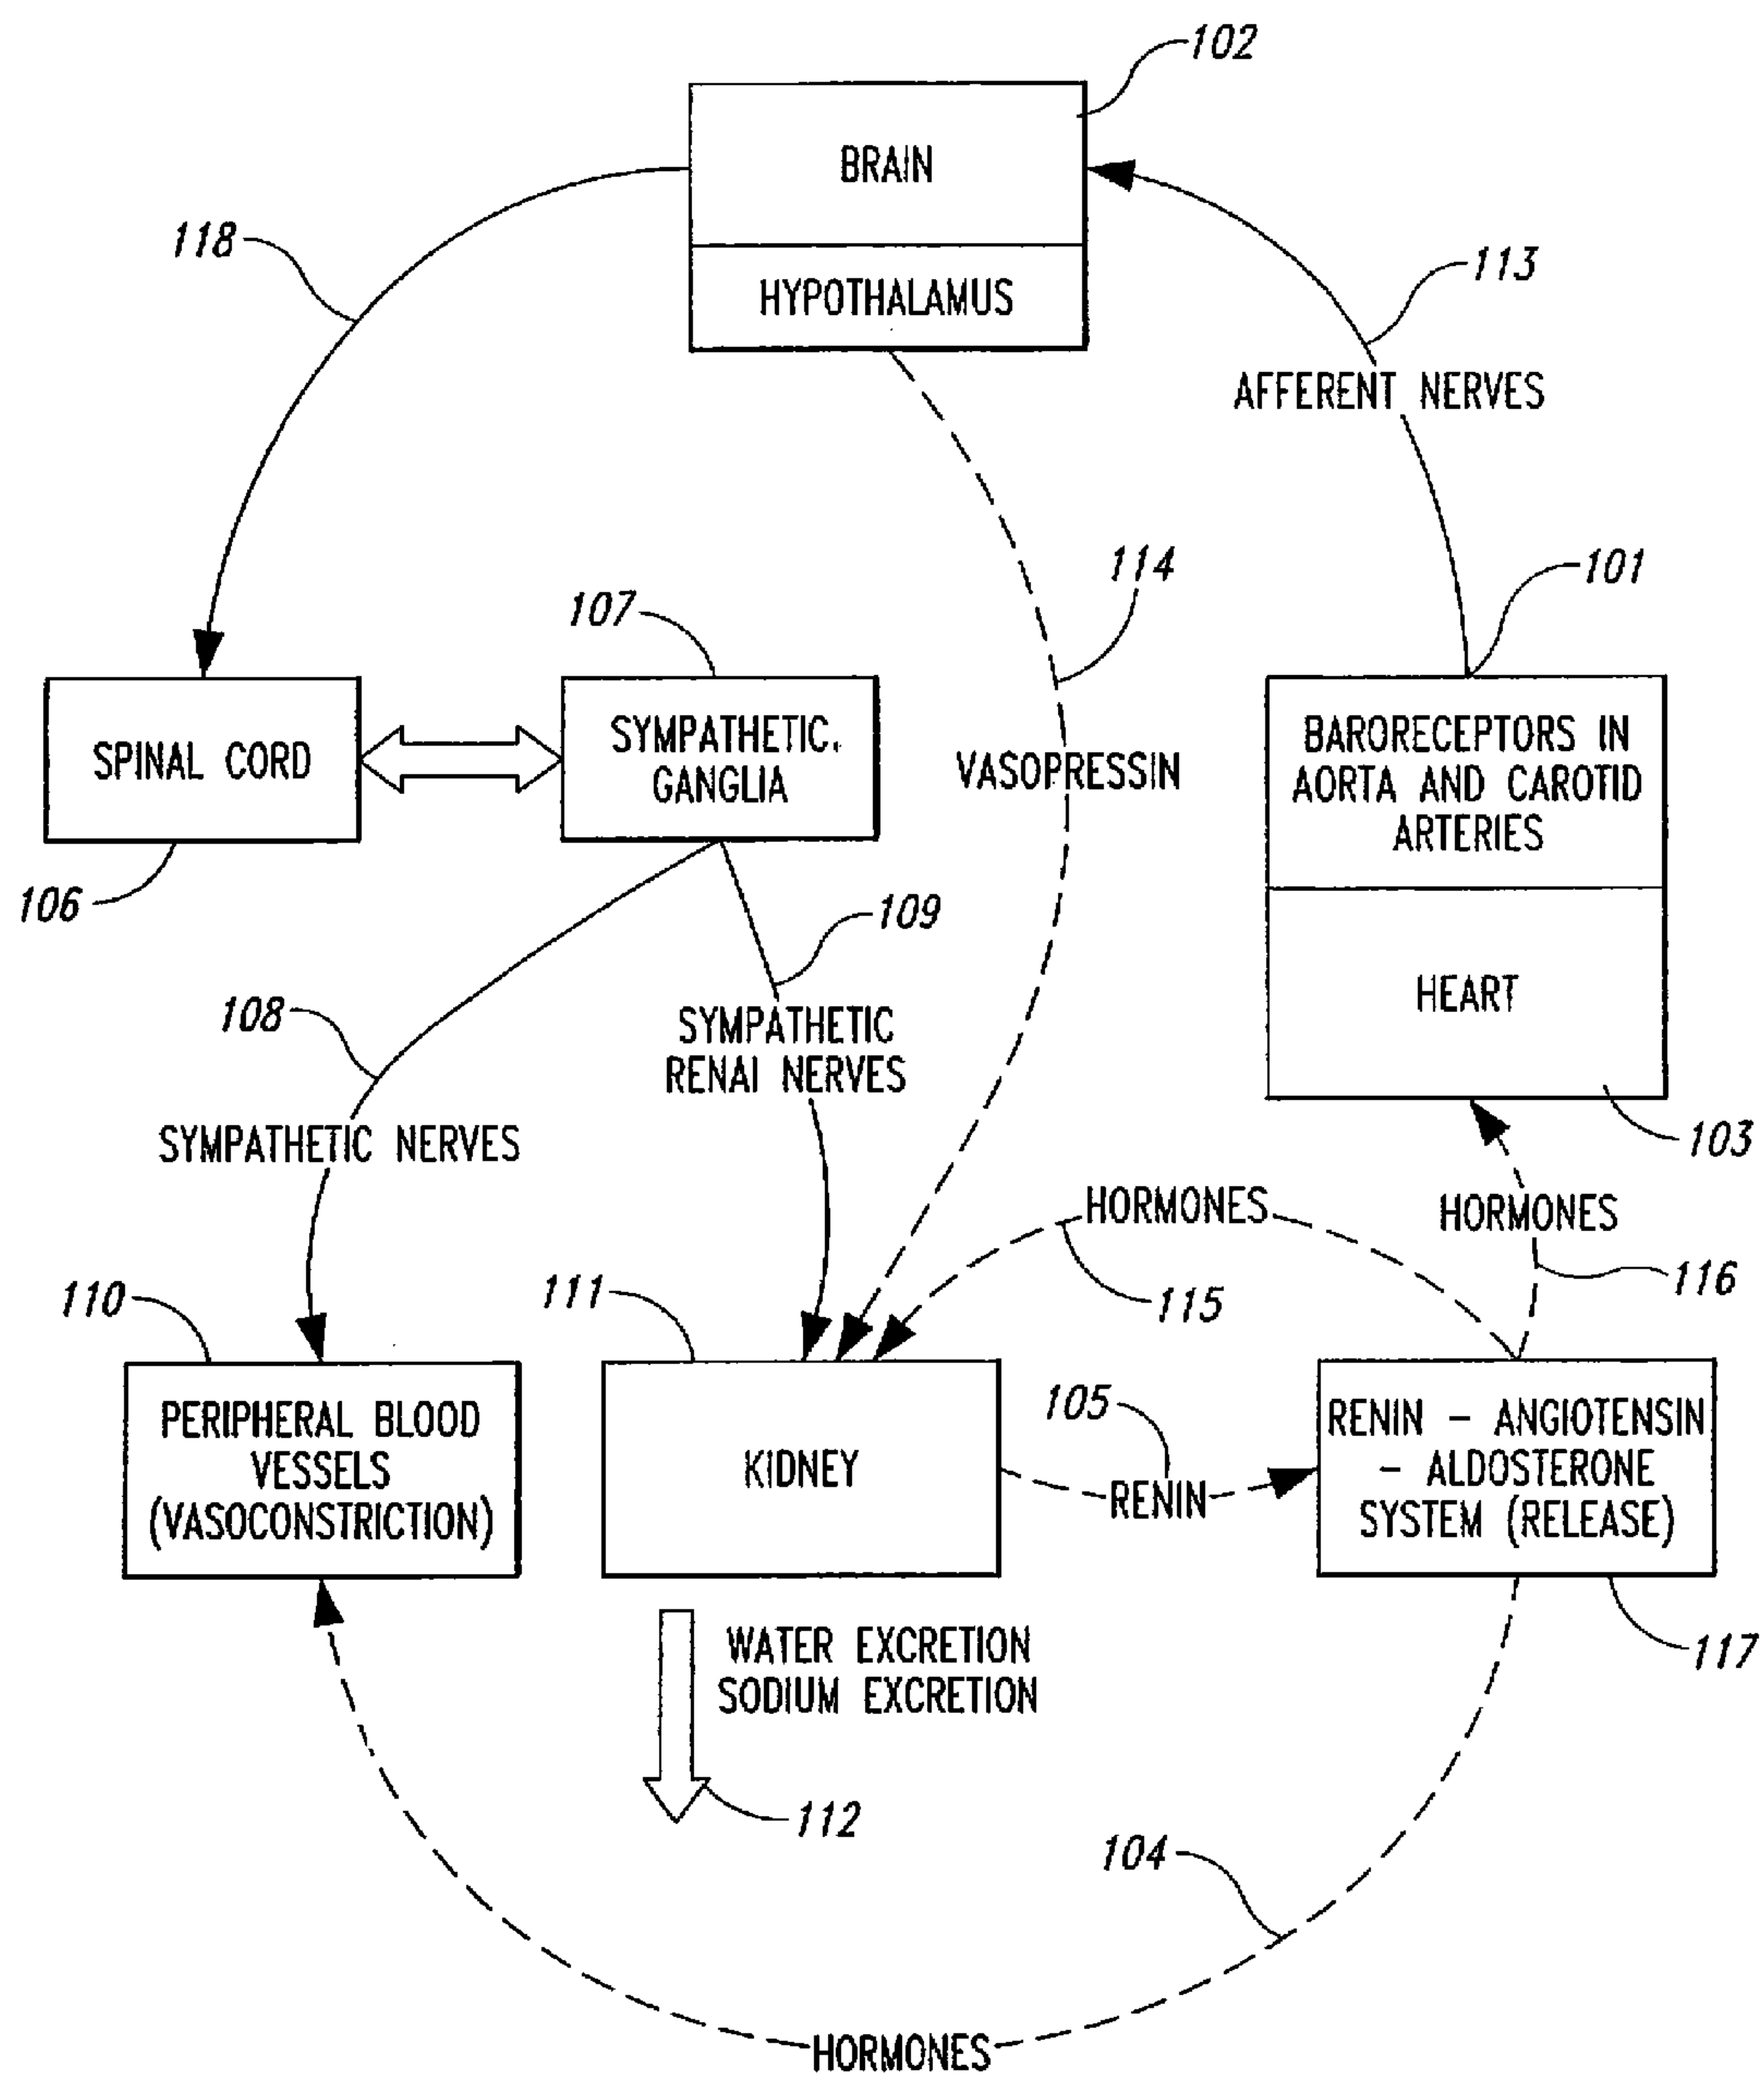 102
BRAIN
HYPOTHALAMUS
118
113
AFFERENT NERVES
114
101
107
SPINAL CORD
SYMPATHETIC.
GANGLIA
VASOPRESSIN
BARORECEPTORS IN
AORTA AND CAROTID
ARTERIES
106
109
HEART
108
SYMPATHETIC
RENAI NERVES
SYMPATHETIC NERVES
103
HORMONES
HORMONES
110
111
115
116
PERIPHERAL BLOOD
VESSELS
(VASOCONSTRICTION)
KIDNEY
105
RENIN
RENIN – ANGIOTENSIN
– ALDOSTERONE
SYSTEM (RELEASE)
WATER EXCRETION
SODIUM EXCRETION
117
112
104
HORMONES